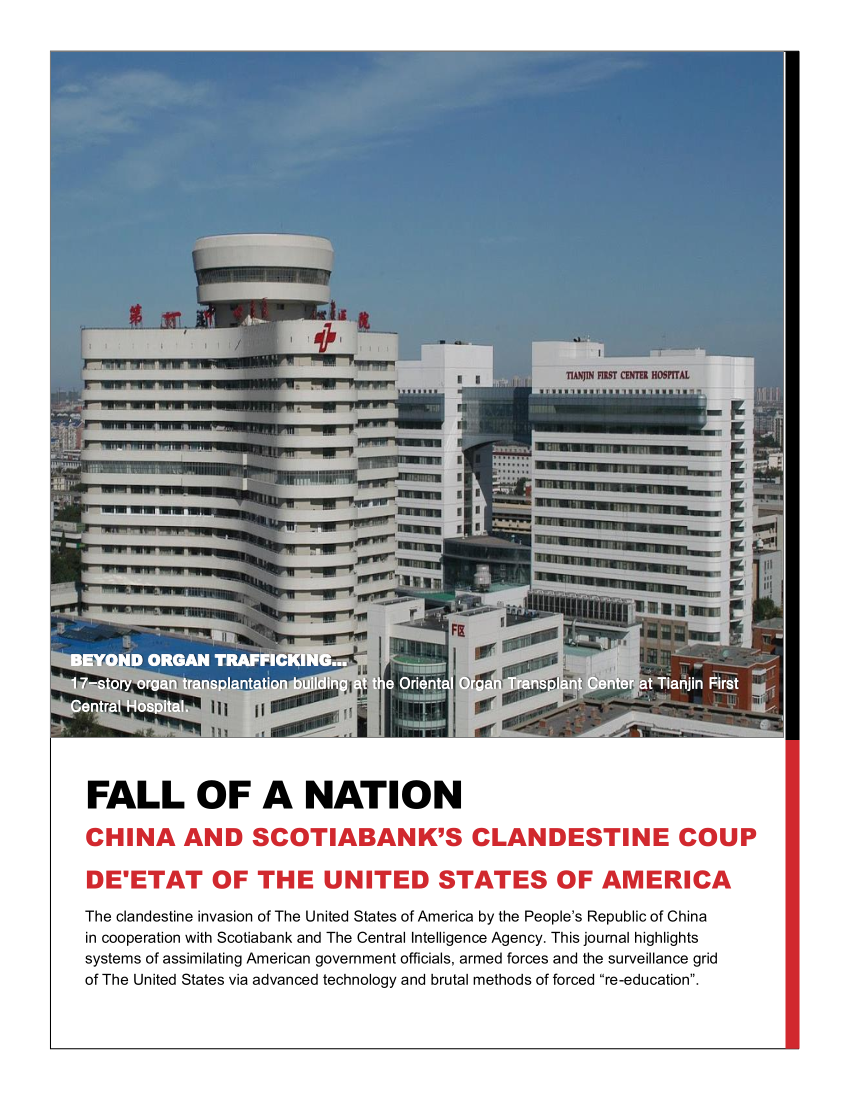 第 中 医院
TIANJIN FIRST CENTER HOSPITAL
BEYOND ORGAN TRAFFICKING...
17-story organ transplantation building at the Oriental Organ Transplant Center at Tianjin First
Central Hospital.
FALL OF A NATION
CHINA AND SCOTIABANK’S CLANDESTINE COUP
DE'ETAT OF THE UNITED STATES OF AMERICA
The clandestine invasion of The United States of America by the People’s Republic of China
in cooperation with Scotiabank and The Central Intelligence Agency. This journal highlights
systems of assimilating American government officials, armed forces and the surveillance grid
of The United States via advanced technology and brutal methods of forced “re-education”.